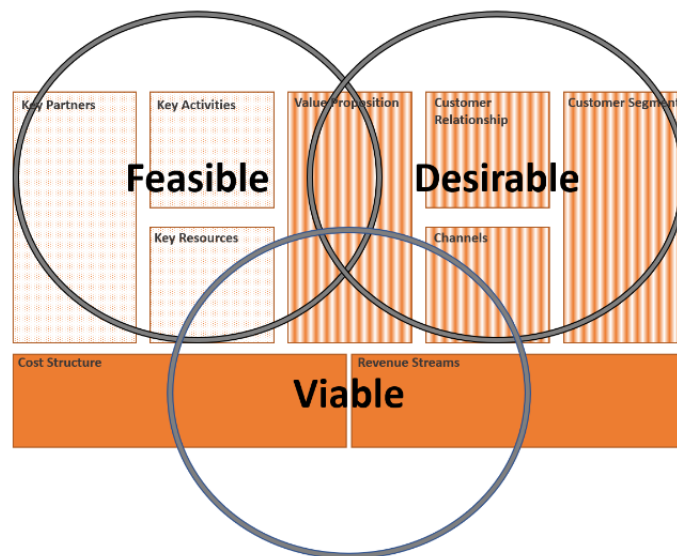 Key Partners
Key Activities
Value Proposition
Customer
Relationship
Customer Segment
Feasible
Desirable
Key Resources
Channels
Cost Structure
Revenue Streams
Viable